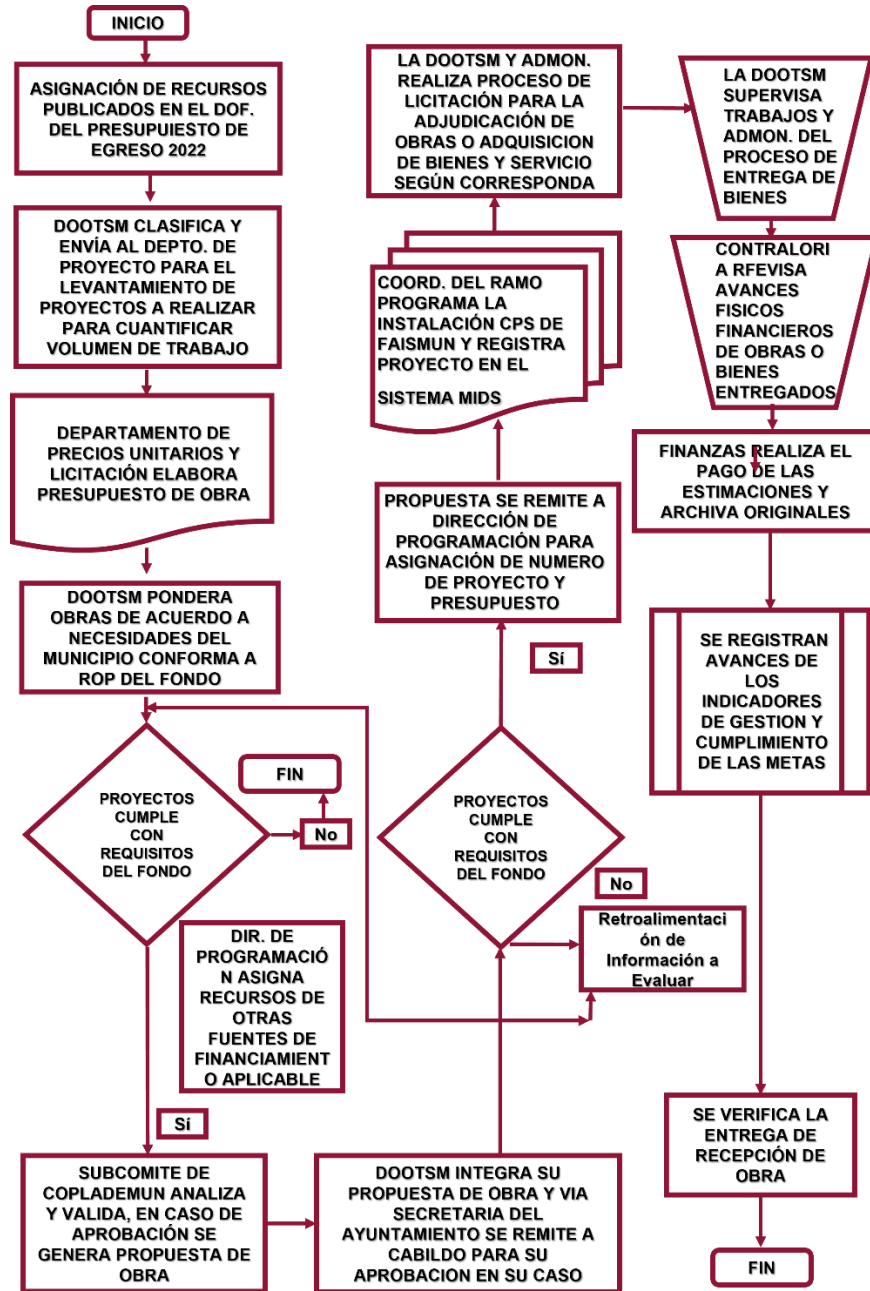 INICIO
ASIGNACIÓN DE RECURSOS
PUBLICADOS EN EL DOF.
DEL PRESUPUIESTO DE
EGRESO 2022
DOOTSM CLASIFICA Y
ENVÍA AL DEPTO. DE
PROYECTO PARA EL
LEVANTAMIENTO DE
PROYECTOS A REALIZAR
PARA CUANTIFICAR
VOLUMEN DE TRABAJO
DEPARTAMENTO DE
PRECIOS UNITARIOS Y
LICITACIÓN ELABORA
PRESUPUESTO DE OBRA
DOOTSM PONDERA
OBRAS DE ACUERDO A
NECESIDADES DEL
MUNICIPIO CONFORMA A
ROP DEL FONDO
PROYECTOS
CUMPLE
CON
REQUISITOS
DEL FONDO
No
FIN
DIR. DE
PROGRAMACIÓ
N ASIGNA
RECURSOS DE
OTRAS
FUENTES DE
FINANCIAMIENT
O APLICABLE
Sí
SUBCOMITE DE
COPLADEMUN ANALIZA
Y VALIDA, EN CASO DE
APROBACIÓN SE
GENERA PROPUESTA DE
OBRA
DOOTSM INTEGRA SU
PROPUESTA DE OBRA Y VIA
SECRETARIA DEL
AYUNTAMIENTO SE REMITE A
CABILDO PARA SU
APROBACIÓN EN SU CASO
PROYECTOS
CUMPLE
CON
REQUISITOS
DEL FONDO
No
Retroalimentaci
ón de
Información a
Evaluar
Sí
PROPUESTA SE REMITE A
DIRECCIÓN DE
PROGRAMACIÓN PARA
ASIGNACIÓN DE NUMERO
DE PROYECTO Y
PRESUPUESTO
COORD. DEL RAMO
PROGRAMA LA
INSTALACIÓN CPS DE
FAISMUN Y REGISTRA
PROYECTO EN EL
SISTEMA MIDS
LA DOOTSM Y ADMON.
REALIZA PROCESO DE
LICITACIÓN PARA LA
ADJUDICACIÓN DE
OBRAS O ADQUISICION
DE BIENES Y SERVICIO
SEGÚN CORRESPONDA
LA DOOTSM
SUPERVISA
TRABAJOS Y
ADMON. DEL
PROCESO DE
ENTREGA DE
BIENES
CONTRALORI
A RFEVISA
AVANCES
FISICOS
FINANCIEROS
DE OBRAS O
BIENES
ENTREGADOS
FINANZAS REALIZA EL
PAGO DE LAS
ESTIMACIONES Y
ARCHIVA ORIGINALES
SE REGISTRAN
AVANCES DE
LOS
INDICADORES
DE GESTION Y
CUMPLIMIENTO
DE LAS METAS
SE VERIFICA LA
ENTREGA DE
RECEPCIÓN DE
OBRA
FIN